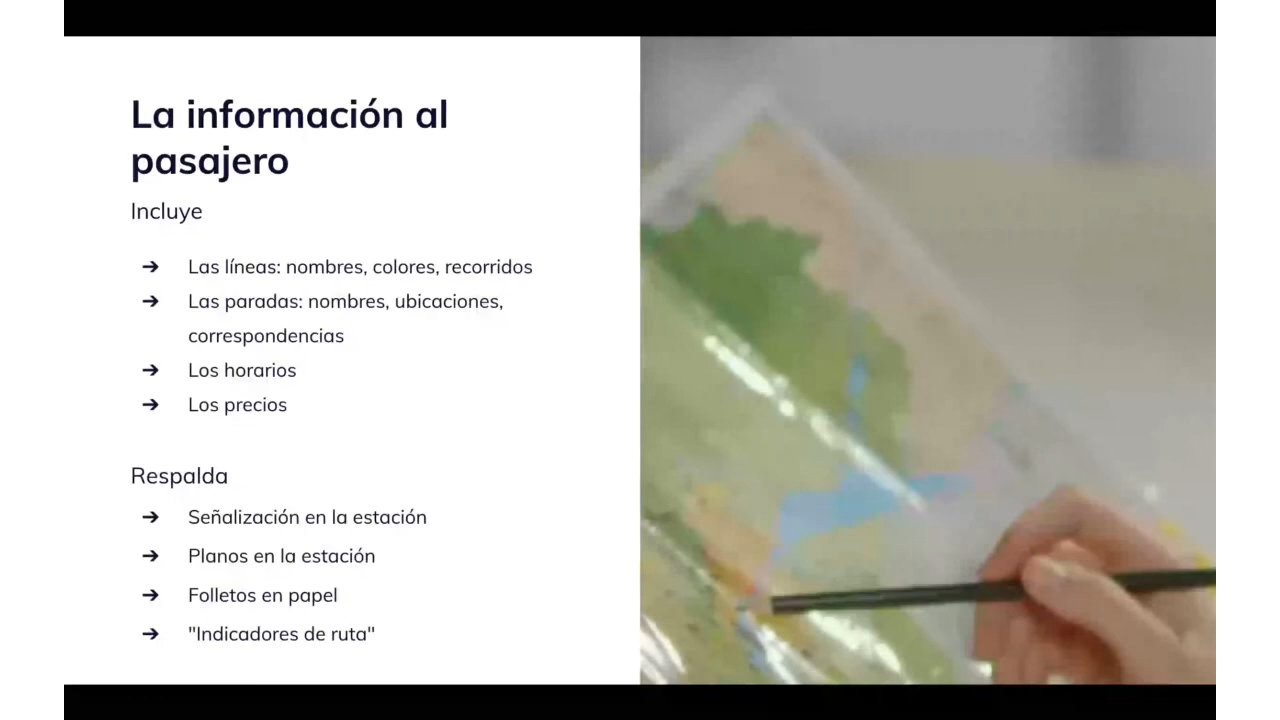 La información al
pasajero
Incluye
➔ Las líneas: nombres, colores, recorridos
➔ Las paradas: nombres, ubicaciones,
correspondencias
➔ Los horarios
➔ Los precios
Respalda
➔ Señalización en la estación
➔ Planos en la estación
➔ Folletos en papel
➔ "Indicadores de ruta"